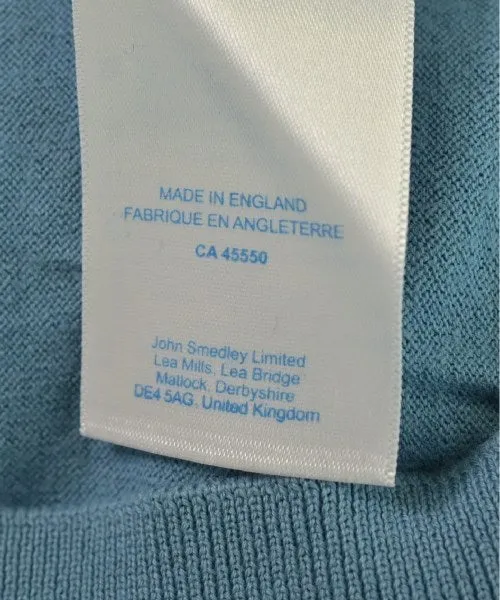 MADE IN ENGLAND
FABRIQUE EN ANGLETERRE
CA 45550
John Smedley Limited
Lea Mills, Lea Bridge
Matlock, Derbyshire
DE4 5AG, United Kingdom